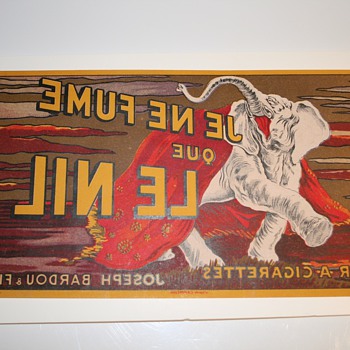 JE NE FUME
QUE
LE NIL
R-A-CIGARETTES JOSEPH BARDOU & F